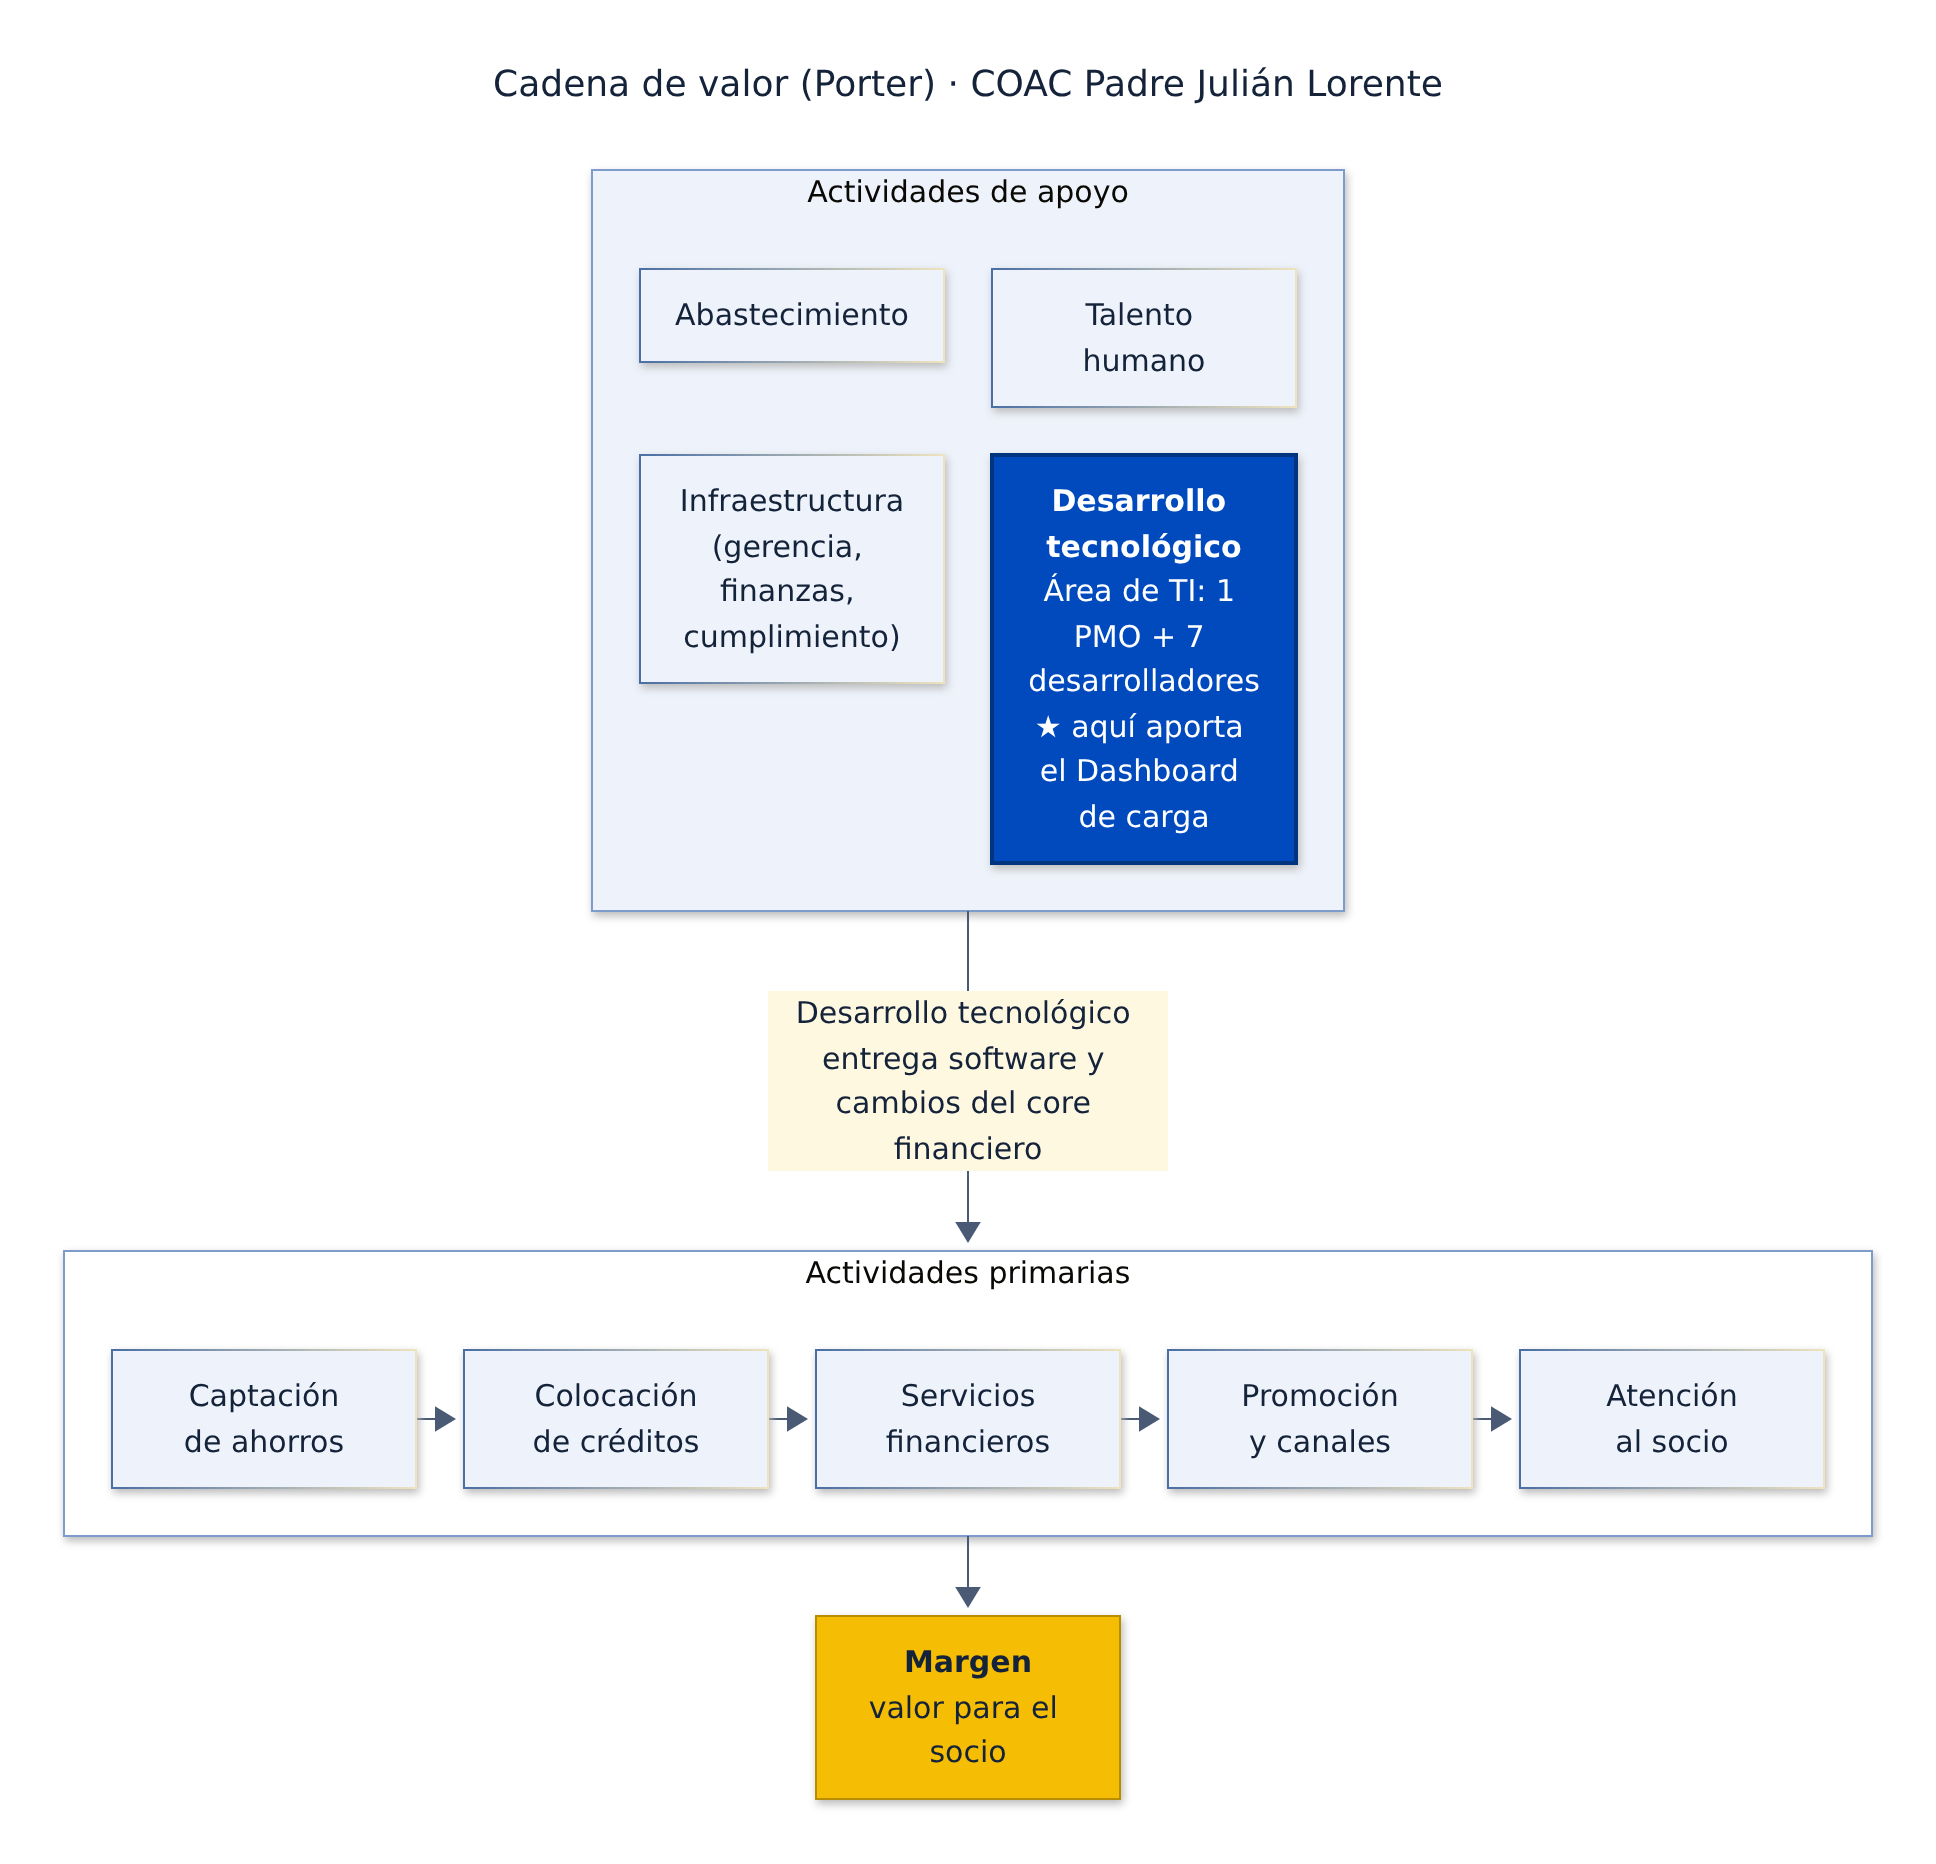 Cadena de valor (Porter) · COAC Padre Julián Lorente
Actividades de apoyo
Abastecimiento
Talento
humano
Infraestructura
(gerencia,
finanzas,
cumplimiento)
Desarrollo
tecnológico
Área de TI: 1
PMO + 7
desarrolladores
★ aquí aporta
el Dashboard
de carga
Desarrollo tecnológico
entrega software y
cambios del core
financiero
Actividades primarias
Captación
de ahorros
Colocación
de créditos
Servicios
financieros
Promoción
y canales
Atención
al socio
Margen
valor para el
socio